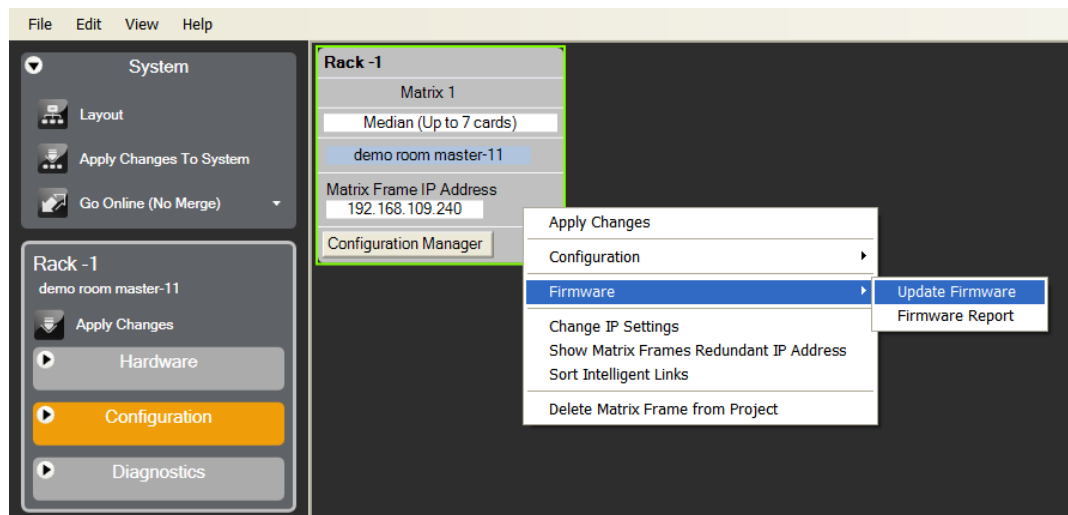 File Edit View Help
System
Layout
Apply Changes To System
Go Online (No Merge)
Rack -1
demo room master-11
Apply Changes
Hardware
Configuration
Diagnostics
Rack -1
Matrix 1
Median (Up to 7 cards)
demo room master-11
Matrix Frame IP Address
192.168.109.240
Configuration Manager
Apply Changes
Configuration
Firmware
Change IP Settings
Show Matrix Frames Redundant IP Address
Sort Intelligent Links
Delete Matrix Frame from Project
Update Firmware
Firmware Report